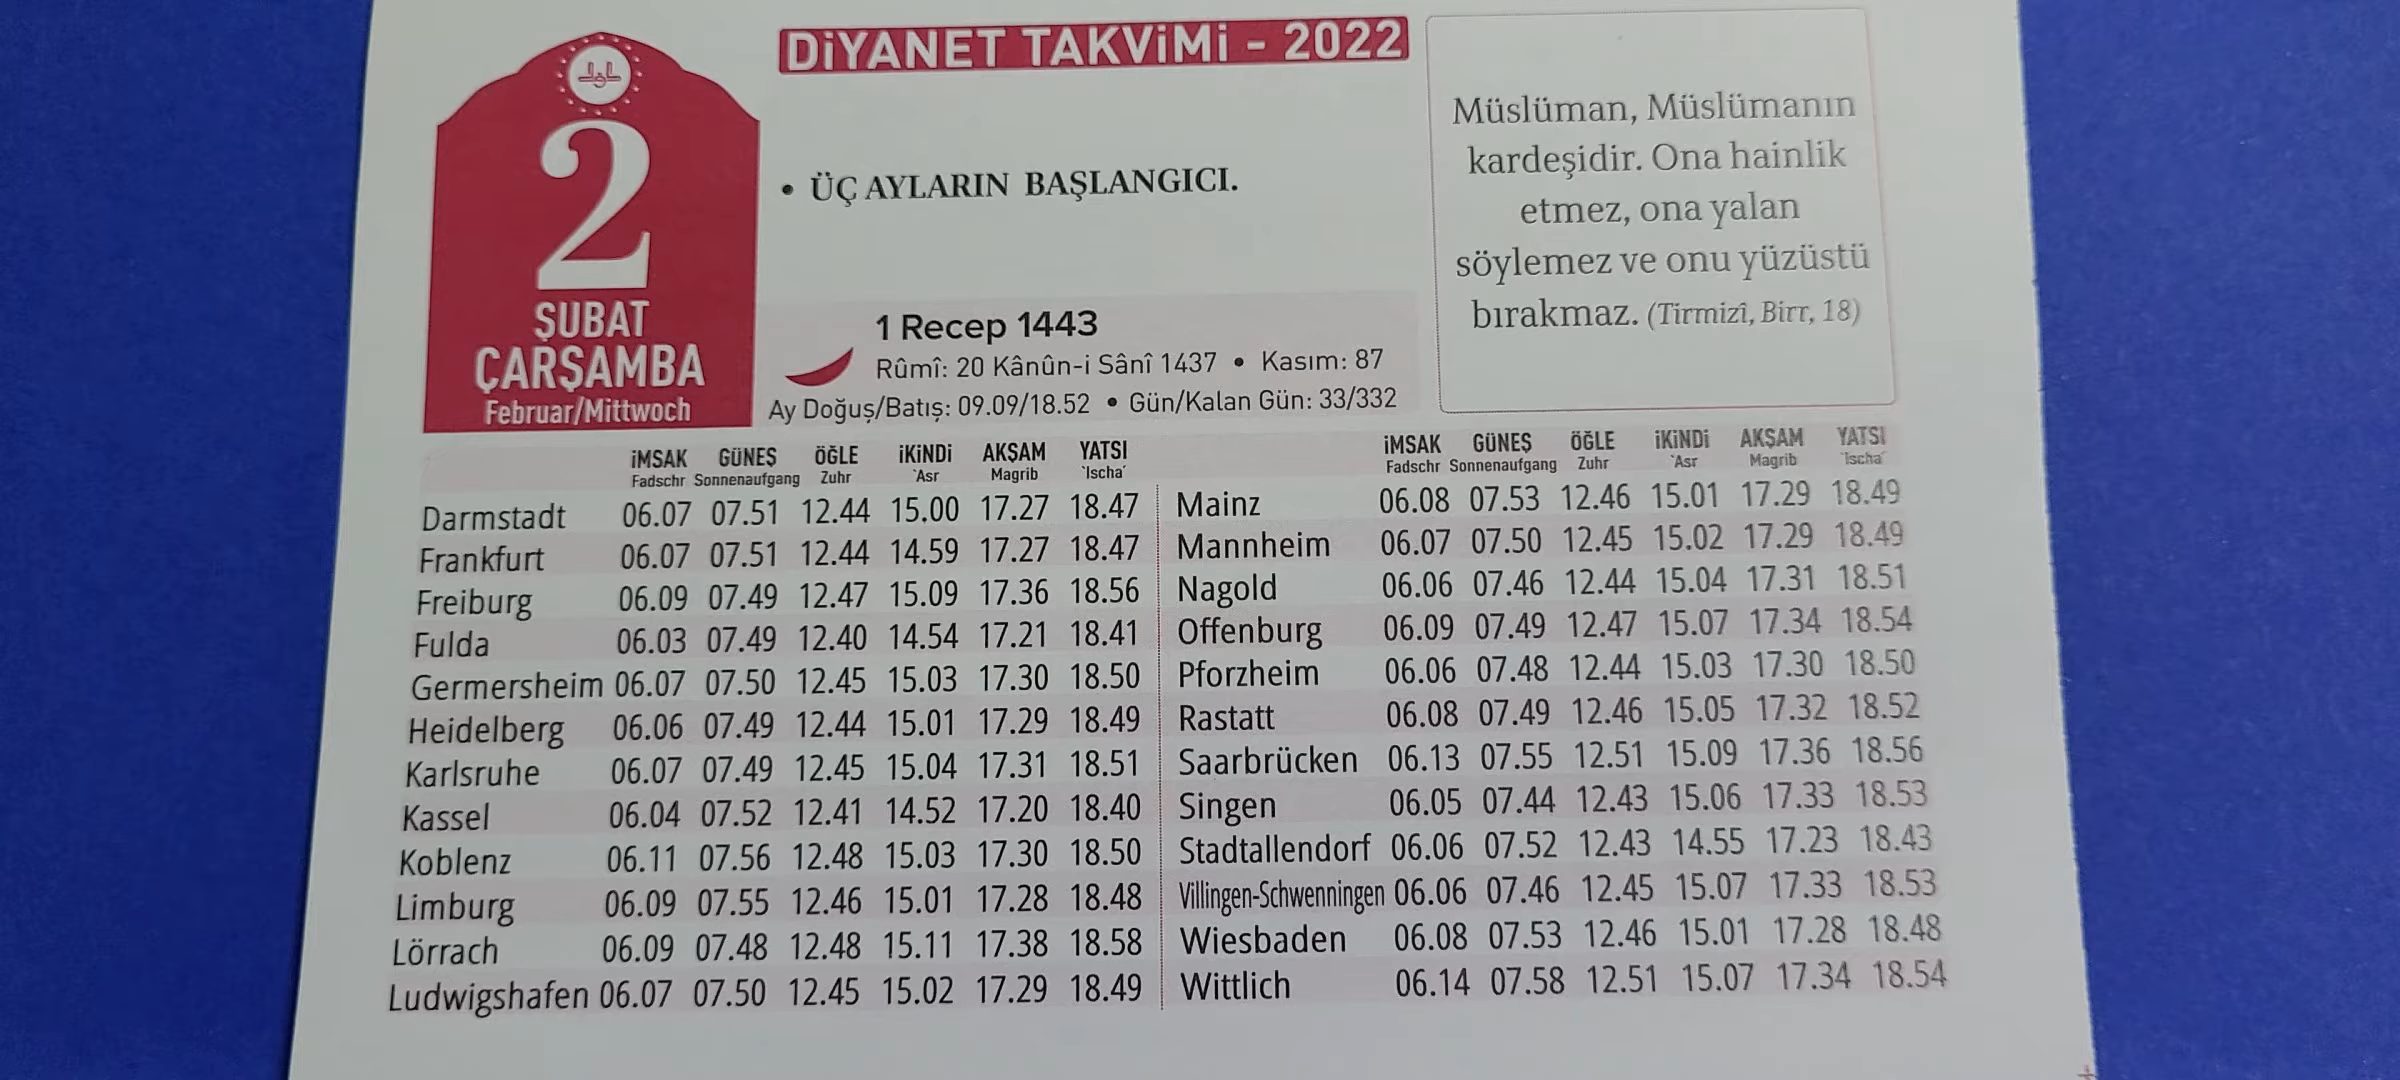 2
ŞUBAT
ÇARŞAMBA
Februar/Mittwoch
DİYANET TAKVİMİ - 2022
• ÜÇ AYLARIN BAŞLANGICI.
1 Recep 1443
Rûmî: 20 Kânûn-i Sânî 1437 • Kasım: 87
Ay Doğuş/Batış: 09.09/18.52 • Gün/Kalan Gün: 33/332
Müslüman, Müslümanın
kardeşidir. Ona hainlik
etmez, ona yalan
söylemez ve onu yüzüstü
bırakmaz. (Tirmizî, Birr, 18)
İMSAK GÜNEŞ ÖĞLE İKİNDİ AKŞAM YATSI
Fadschr Sonnenaufgang Zuhr ´Asr Magrib ´Ischa´
Darmstadt 06.07 07.51 12.44 15.00 17.27 18.47
Frankfurt 06.07 07.51 12.44 14.59 17.27 18.47
Freiburg 06.09 07.49 12.47 15.09 17.36 18.56
Fulda 06.03 07.49 12.40 14.54 17.21 18.41
Germersheim 06.07 07.50 12.45 15.03 17.30 18.50
Heidelberg 06.06 07.49 12.44 15.01 17.29 18.49
Karlsruhe 06.07 07.49 12.45 15.04 17.31 18.51
Kassel 06.04 07.52 12.41 14.52 17.20 18.40
Koblenz 06.11 07.56 12.48 15.03 17.30 18.50
Limburg 06.09 07.55 12.46 15.01 17.28 18.48
Lörrach 06.09 07.48 12.48 15.11 17.38 18.58
Ludwigshafen 06.07 07.50 12.45 15.02 17.29 18.49
İMSAK GÜNEŞ ÖĞLE İKİNDİ AKŞAM YATSI
Fadschr Sonnenaufgang Zuhr ´Asr Magrib ´Ischa´
Mainz 06.08 07.53 12.46 15.01 17.29 18.49
Mannheim 06.07 07.50 12.45 15.02 17.29 18.49
Nagold 06.06 07.46 12.44 15.04 17.31 18.51
Offenburg 06.09 07.49 12.47 15.07 17.34 18.54
Pforzheim 06.06 07.48 12.44 15.03 17.30 18.50
Rastatt 06.08 07.49 12.46 15.05 17.32 18.52
Saarbrücken 06.13 07.55 12.51 15.09 17.36 18.56
Singen 06.05 07.44 12.43 15.06 17.33 18.53
Stadtallendorf 06.06 07.52 12.43 14.55 17.23 18.43
Villingen-Schwenningen 06.06 07.46 12.45 15.07 17.33 18.53
Wiesbaden 06.08 07.53 12.46 15.01 17.28 18.48
Wittlich 06.14 07.58 12.51 15.07 17.34 18.54